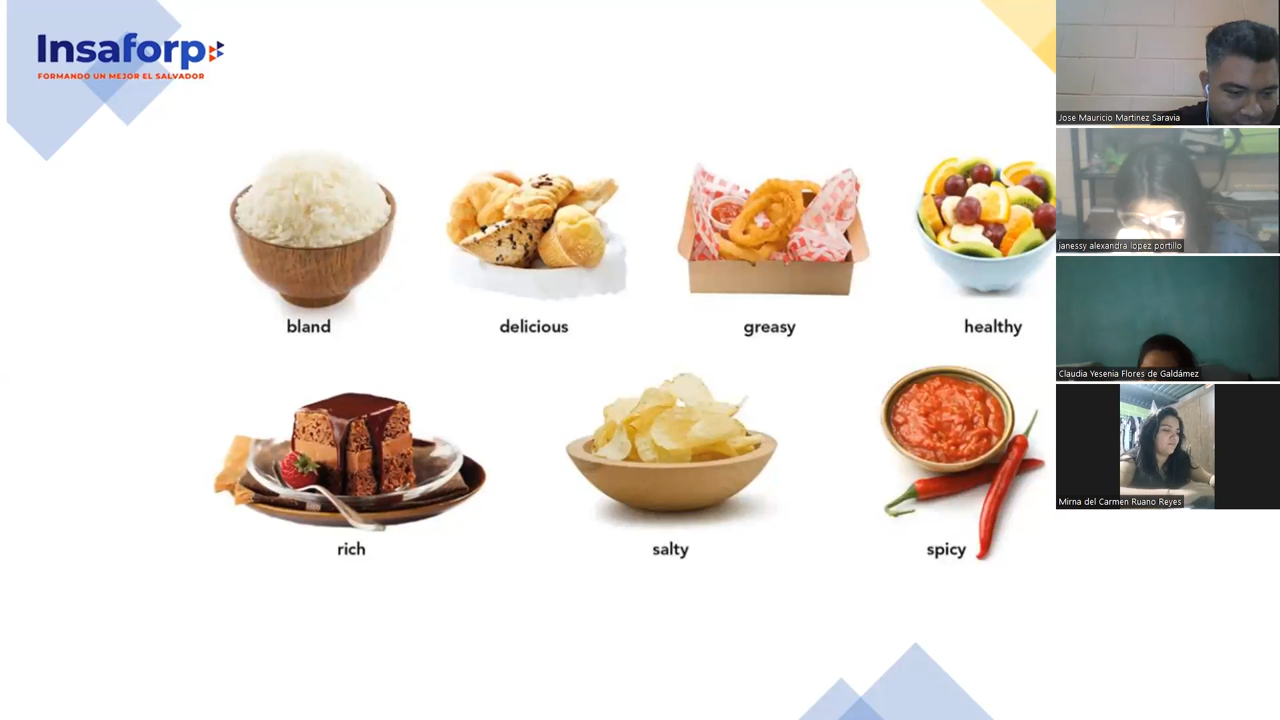 Insaforp
FORMANDO UN MEJOR EL SALVADOR
bland
delicious
greasy
healthy
rich
salty
spicy
Jose Mauricio Martinez Saravia
janessy alexandra lopez portillo
Claudia Yesenia Flores de Galdámez
Mirna del Carmen Ruano Reyes